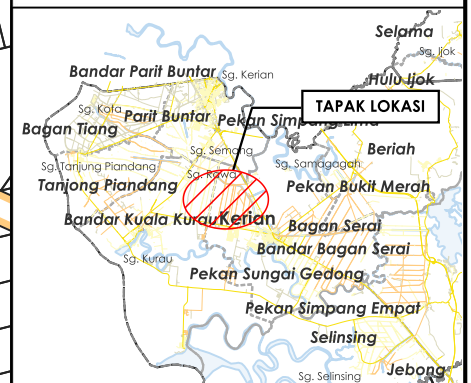 Selama
Sg. Ijok
Bandar Parit Buntar
Sg. Kerian
Hulu Ijok
TAPAK LOKASI
Sg. Kota
Parit Buntar
Pekan Simpang Lima
Bagan Tiang
Sg. Semang
Beriah
Sg. Tanjung Piandang
Sg. Rawa
Sg. Samagagah
Tanjong Piandang
Pekan Bukit Merah
Bandar Kuala Kurau
Kerian
Bagan Serai
Bandar Bagan Serai
Sg. Kurau
Pekan Sungai Gedong
Pekan Simpang Empat
Selinsing
Sg. Selinsing
Jebong